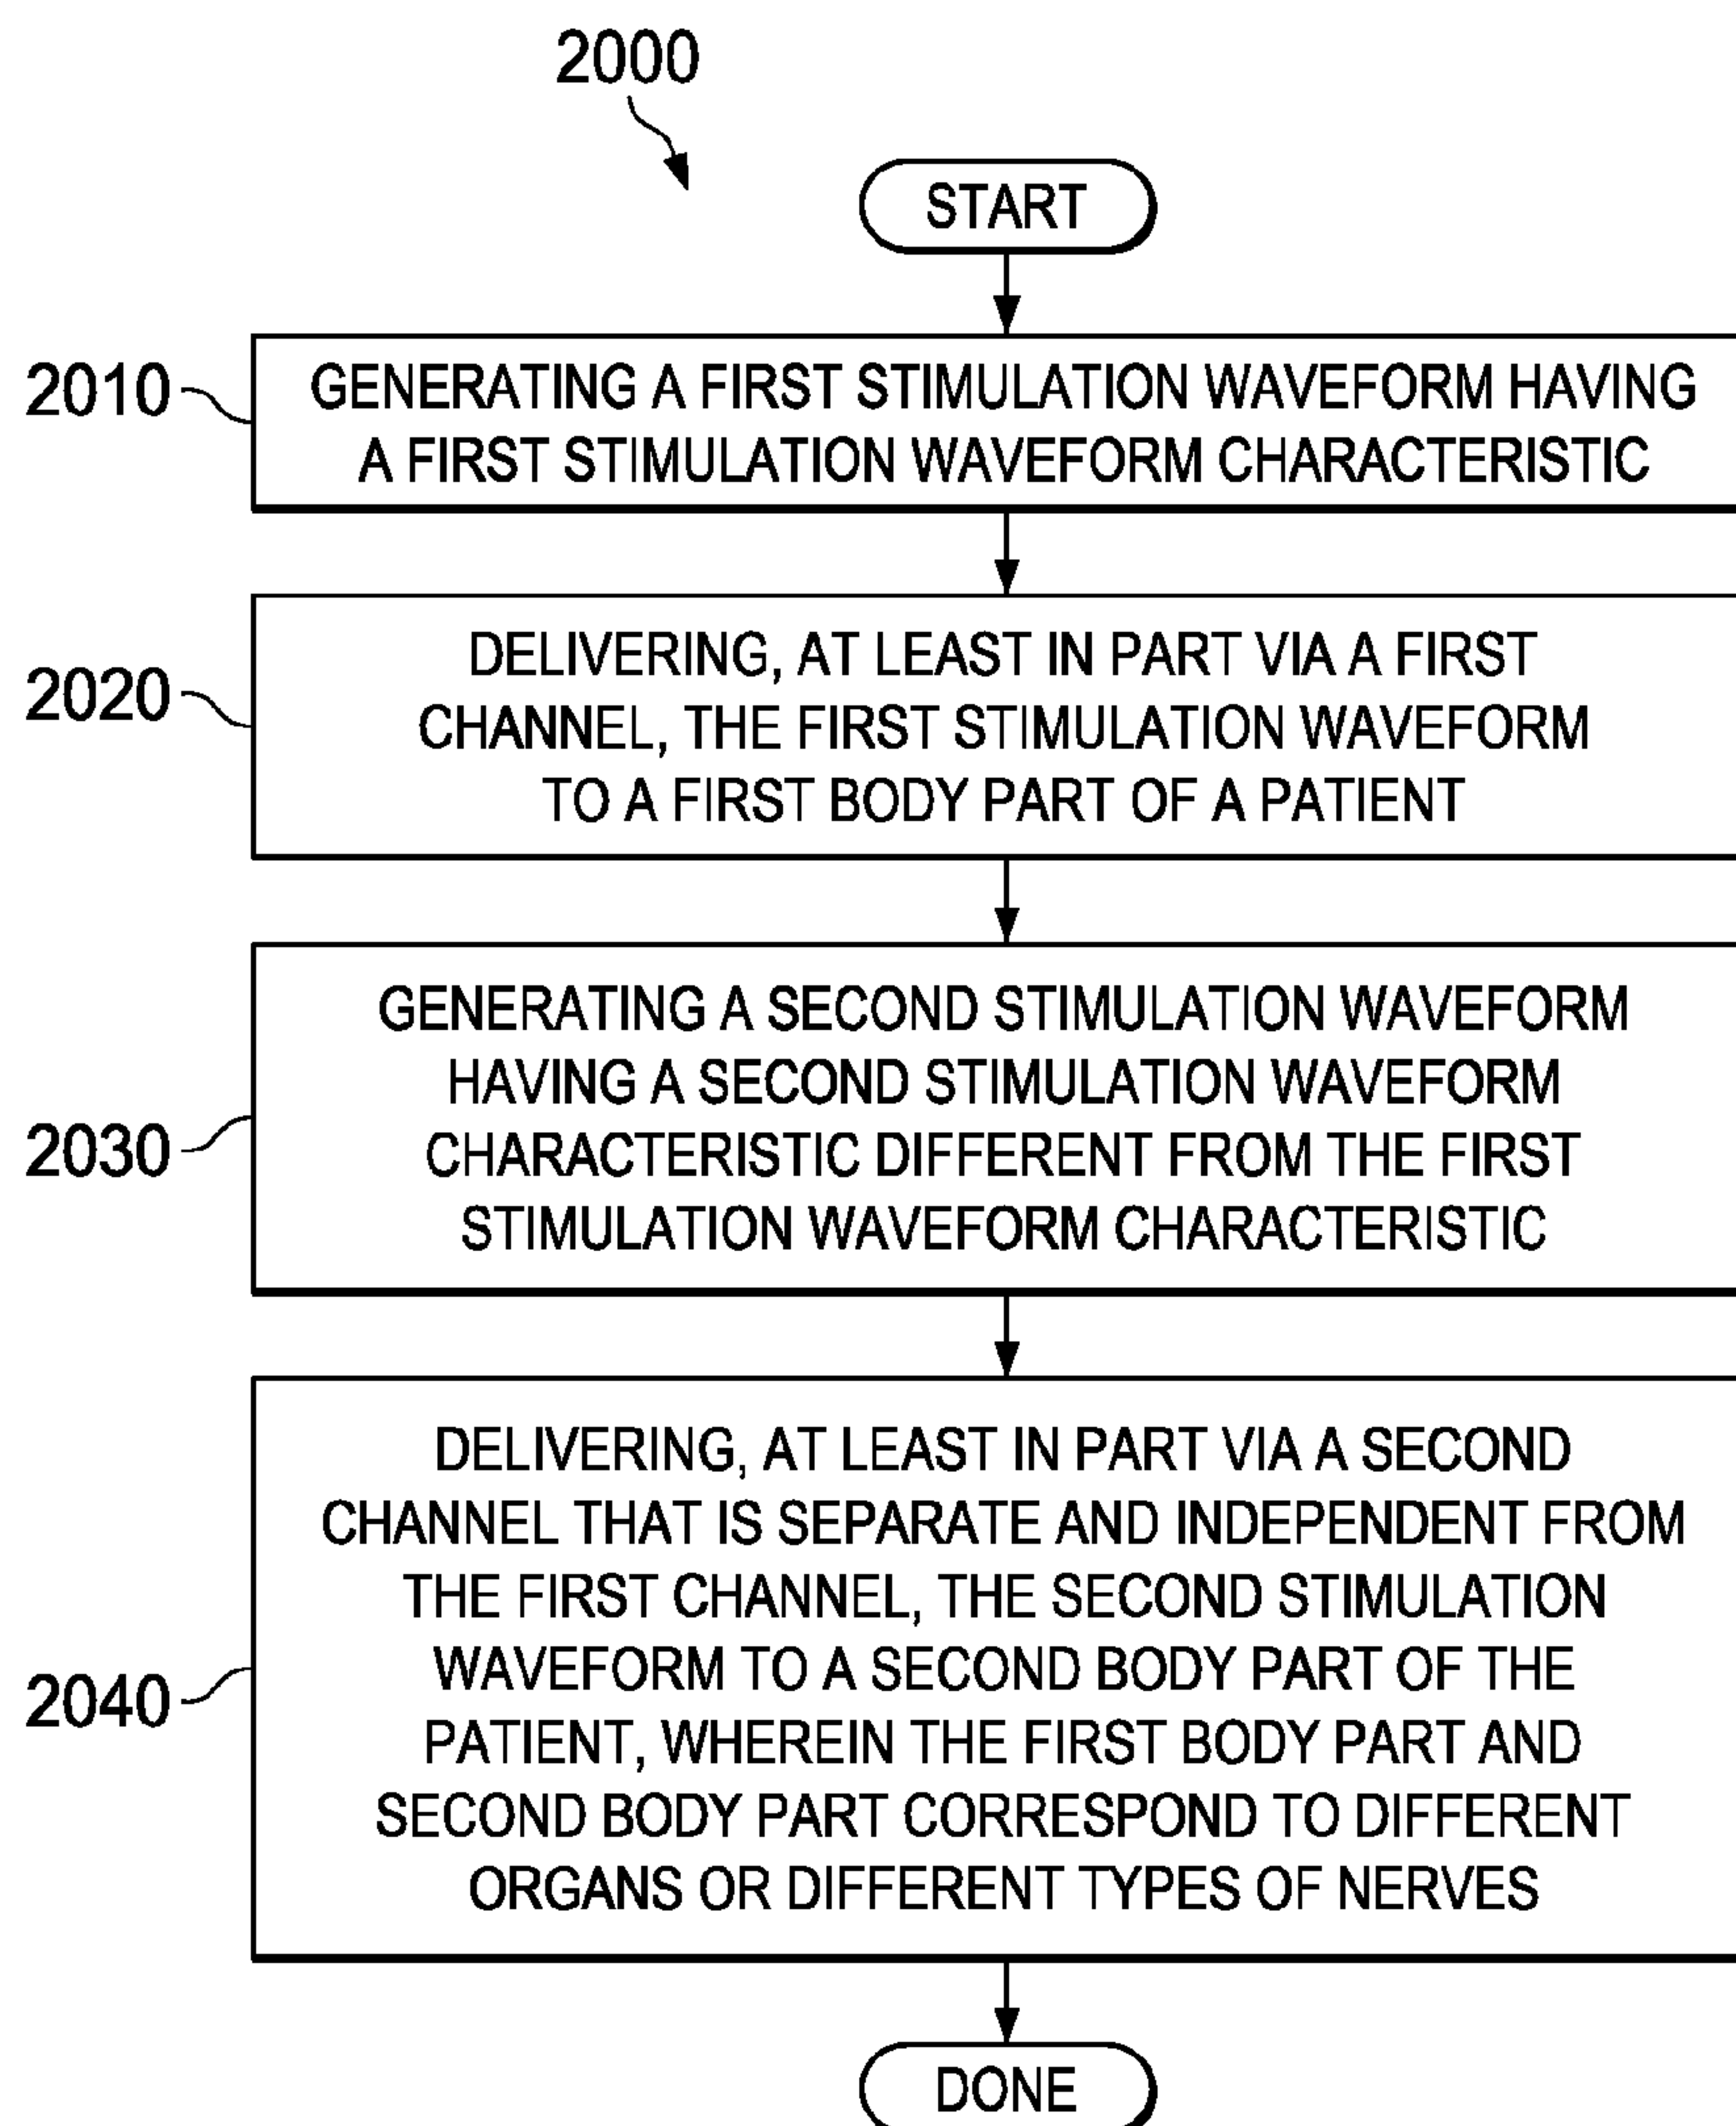 2000
START
2010
GENERATING A FIRST STIMULATION WAVEFORM HAVING
A FIRST STIMULATION WAVEFORM CHARACTERISTIC
2020
DELIVERING, AT LEAST IN PART VIA A FIRST
CHANNEL, THE FIRST STIMULATION WAVEFORM
TO A FIRST BODY PART OF A PATIENT
2030
GENERATING A SECOND STIMULATION WAVEFORM
HAVING A SECOND STIMULATION WAVEFORM
CHARACTERISTIC DIFFERENT FROM THE FIRST
STIMULATION WAVEFORM CHARACTERISTIC
2040
DELIVERING, AT LEAST IN PART VIA A SECOND
CHANNEL THAT IS SEPARATE AND INDEPENDENT FROM
THE FIRST CHANNEL, THE SECOND STIMULATION
WAVEFORM TO A SECOND BODY PART OF THE
PATIENT, WHEREIN THE FIRST BODY PART AND
SECOND BODY PART CORRESPOND TO DIFFERENT
ORGANS OR DIFFERENT TYPES OF NERVES
DONE